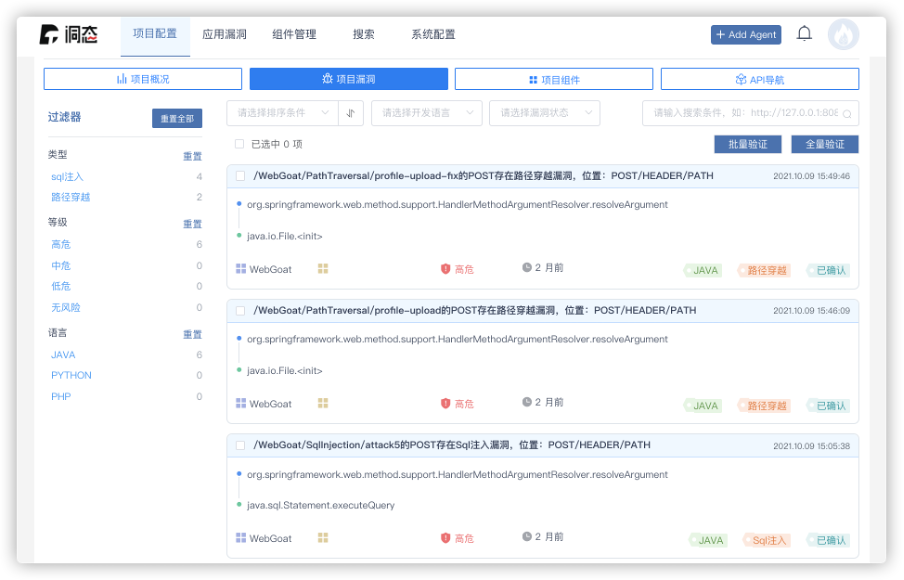 洞态
项目配置 应用漏洞 组件管理 搜索 系统配置 + Add Agent
项目概况 项目漏洞 项目组件 API导航
过滤器 重置全部
请选择排序条件 请选择开发语言 请选择漏洞状态 请输入搜索条件，如：http://127.0.0.1:808
已选中 0 项 批量验证 全量验证
类型 重置
sql注入 4
路径穿越 2
等级 重置
高危 6
中危 0
低危 0
无风险 0
语言 重置
JAVA 6
PYTHON 0
PHP 0
/WebGoat/PathTraversal/profile-upload-fix的POST存在路径穿越漏洞，位置：POST/HEADER/PATH 2021.10.09 15:49:46
org.springframework.web.method.support.HandlerMethodArgumentResolver.resolveArgument
java.io.File.<init>
WebGoat 高危 2 月前 JAVA 路径穿越 已确认
/WebGoat/PathTraversal/profile-upload的POST存在路径穿越漏洞，位置：POST/HEADER/PATH 2021.10.09 15:46:09
org.springframework.web.method.support.HandlerMethodArgumentResolver.resolveArgument
java.io.File.<init>
WebGoat 高危 2 月前 JAVA 路径穿越 已确认
/WebGoat/SqlInjection/attack5的POST存在Sql注入漏洞，位置：POST/HEADER/PATH 2021.10.09 15:05:38
org.springframework.web.method.support.HandlerMethodArgumentResolver.resolveArgument
java.sql.Statement.executeQuery
WebGoat 高危 2 月前 JAVA Sql注入 已确认